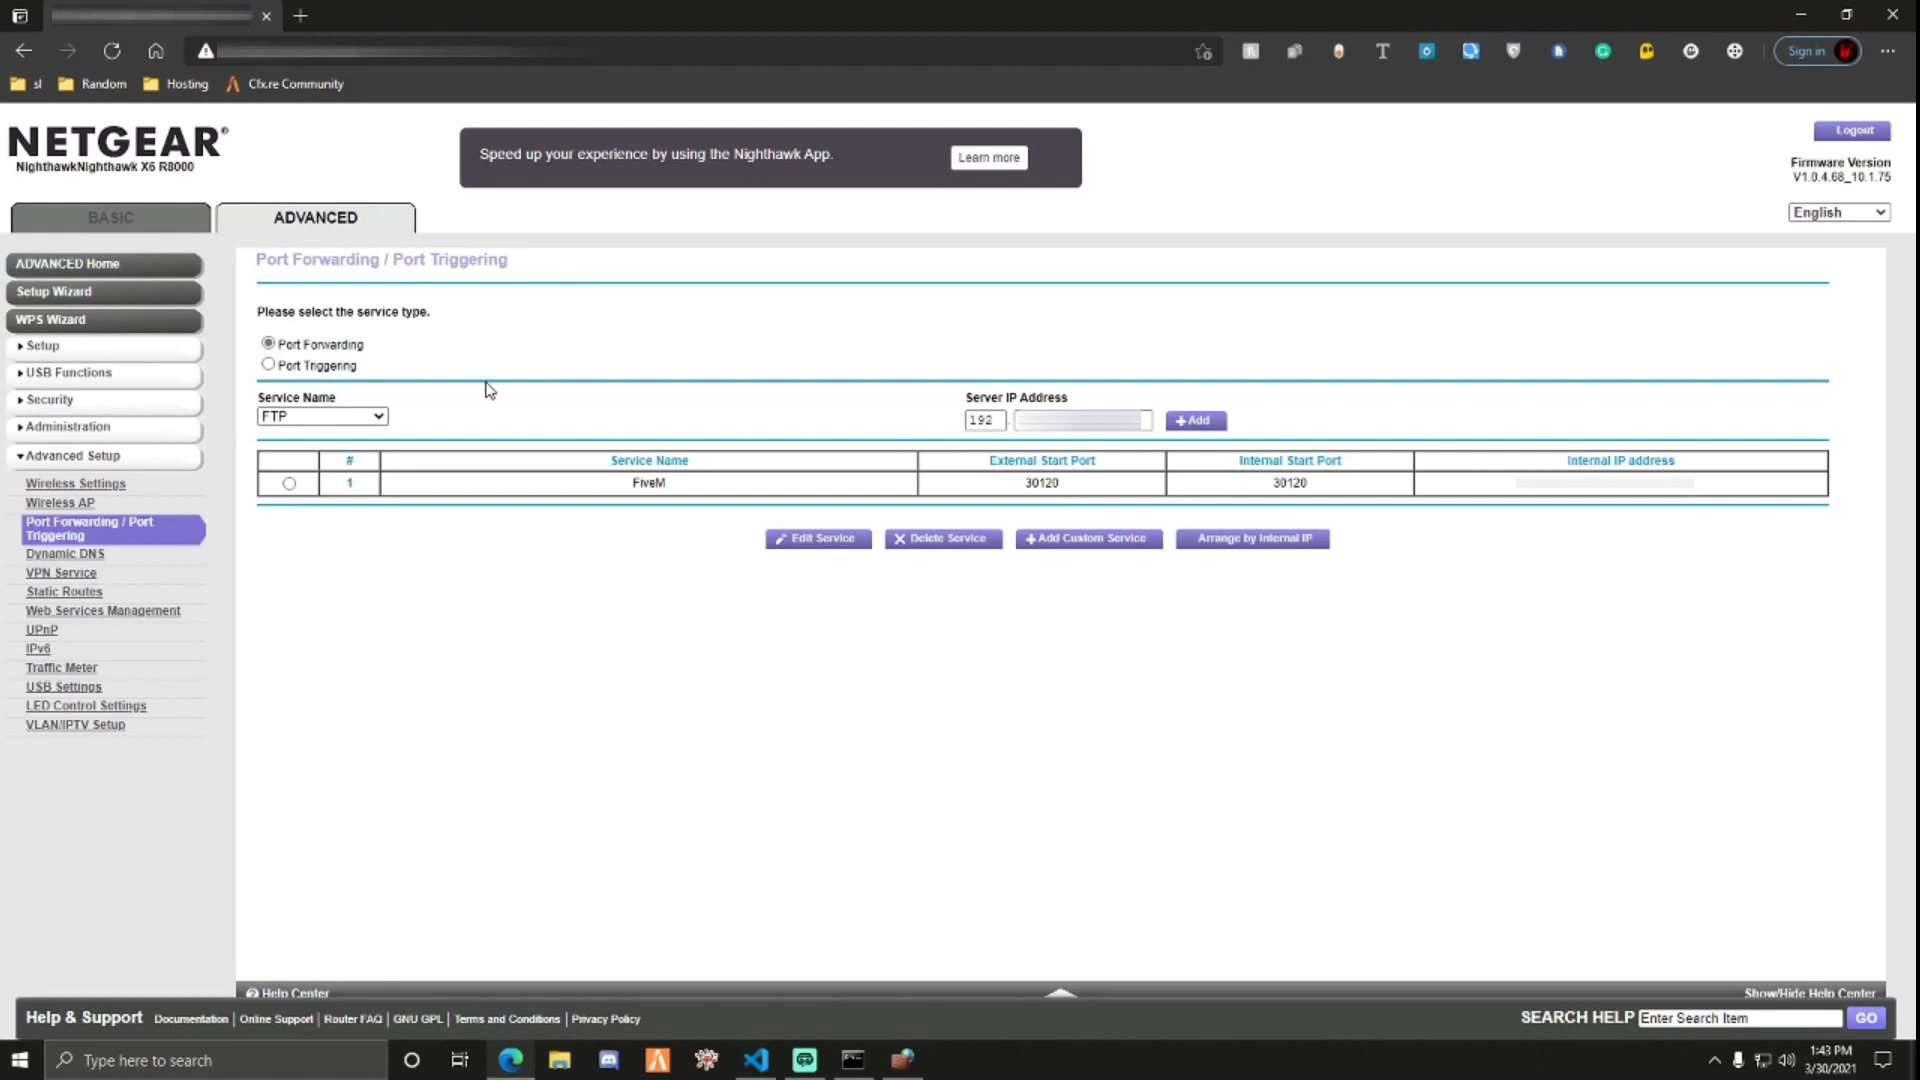 Sign in
sl
Random
Hosting
Cfx.re Community
NETGEAR®
NighthawkNighthawk X6 R8000
Speed up your experience by using the Nighthawk App.
Learn more
Logout
Firmware Version
V1.0.4.68_10.1.75
English
BASIC
ADVANCED
ADVANCED Home
Setup Wizard
WPS Wizard
Setup
USB Functions
Security
Administration
Advanced Setup
Wireless Settings
Wireless AP
Port Forwarding / Port
Triggering
Dynamic DNS
VPN Service
Static Routes
Web Services Management
UPnP
IPv6
Traffic Meter
USB Settings
LED Control Settings
VLAN/IPTV Setup
Port Forwarding / Port Triggering
Please select the service type.
Port Forwarding
Port Triggering
Service Name
FTP
Server IP Address
192
+Add
# Service Name External Start Port Internal Start Port Internal IP address
1 FiveM 30120 30120
Edit Service
Delete Service
+Add Custom Service
Arrange by Internal IP
Help Center
Show/Hide Help Center
Help & Support
Documentation | Online Support | Router FAQ | GNU GPL | Terms and Conditions | Privacy Policy
SEARCH HELP
Enter Search Item
GO
Type here to search
1:43 PM
3/30/2021